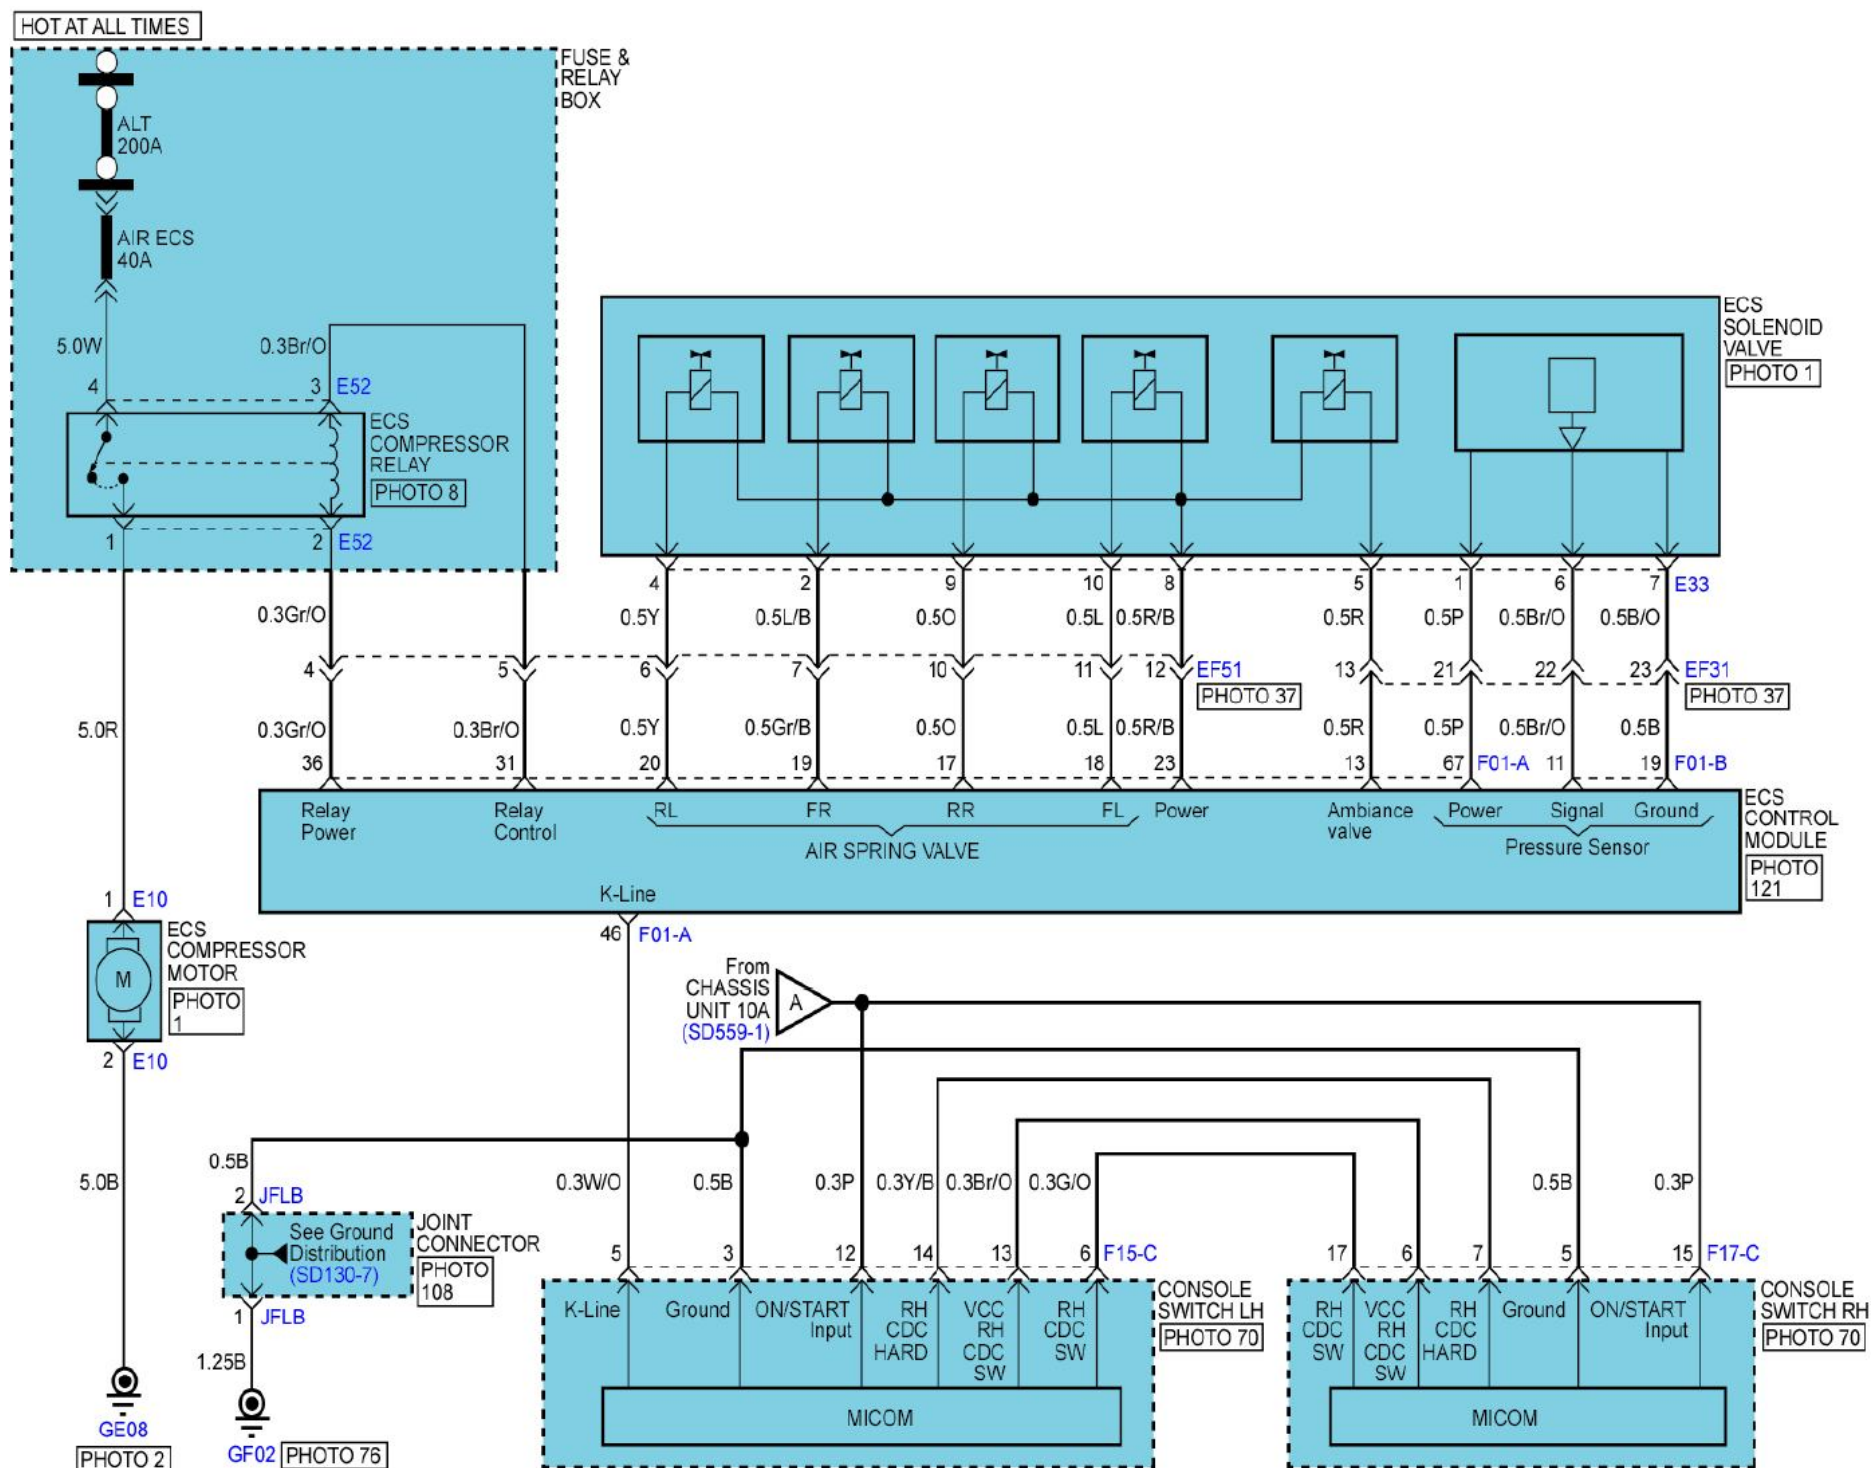 HOT AT ALL TIMES
FUSE &
RELAY
BOX
ALT
200A
AIR ECS
40A
5.0W
0.3Br/O
4
3 E52
ECS
COMPRESSOR
RELAY
PHOTO 8
1
2 E52
ECS
SOLENOID
VALVE
PHOTO 1
4 2 9 10 8 5 1 6 7 E33
0.3Gr/O 0.5Y 0.5L/B 0.5O 0.5L 0.5R/B 0.5R 0.5P 0.5Br/O 0.5B/O
4 5 6 7 10 11 12 EF51 13 21 22 23 EF31
PHOTO 37 PHOTO 37
5.0R 0.3Gr/O 0.3Br/O 0.5Y 0.5Gr/B 0.5O 0.5L 0.5R/B 0.5R 0.5P 0.5Br/O 0.5B
36 31 20 19 17 18 23 13 67 F01-A 11 19 F01-B
Relay
Power
Relay
Control
RL FR RR FL Power
Ambiance
valve
Power Signal Ground
AIR SPRING VALVE
Pressure Sensor
ECS
CONTROL
MODULE
PHOTO
121
K-Line
46 F01-A
1 E10
ECS
COMPRESSOR
MOTOR
PHOTO
1
M
2 E10
From
CHASSIS
UNIT 10A
(SD559-1)
A
5.0B
0.5B
2 JFLB
See Ground
Distribution
(SD130-7)
JOINT
CONNECTOR
PHOTO
108
1 JFLB
1.25B
GE08
PHOTO 2
GF02 PHOTO 76
0.3W/O 0.5B 0.3P 0.3Y/B 0.3Br/O 0.3G/O 0.5B 0.3P
5 3 12 14 13 6 F15-C 17 6 7 5 15 F17-C
K-Line
Ground
ON/START
Input
RH
CDC
HARD
VCC
RH
CDC
SW
RH
CDC
SW
CONSOLE
SWITCH LH
PHOTO 70
MICOM
RH
CDC
SW
VCC
RH
CDC
SW
RH
CDC
HARD
Ground
ON/START
Input
CONSOLE
SWITCH RH
PHOTO 70
MICOM